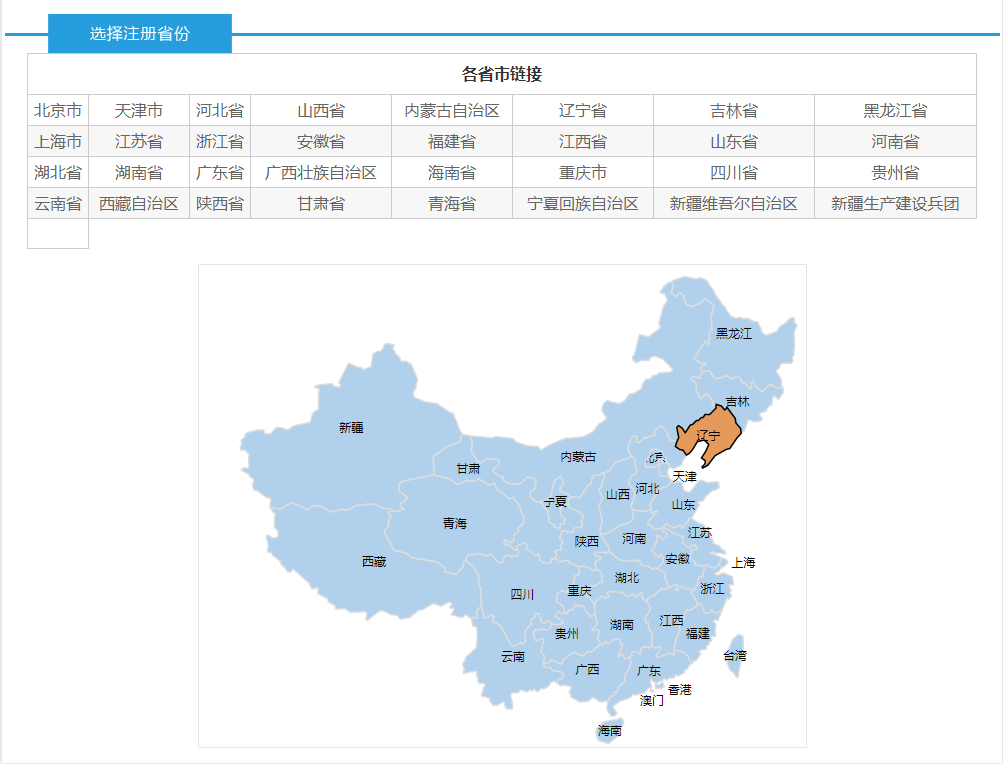 选择注册省份
各省市链接
北京市 天津市 河北省 山西省 内蒙古自治区 辽宁省 吉林省 黑龙江省
上海市 江苏省 浙江省 安徽省 福建省 江西省 山东省 河南省
湖北省 湖南省 广东省 广西壮族自治区 海南省 重庆市 四川省 贵州省
云南省 西藏自治区 陕西省 甘肃省 青海省 宁夏回族自治区 新疆维吾尔自治区 新疆生产建设兵团
黑龙江
吉林
新疆
辽宁
内蒙古
北京
甘肃
天津
河北
山西
宁夏
山东
青海
江苏
河南
陕西
安徽
西藏
上海
湖北
浙江
重庆
四川
江西
湖南
贵州
福建
台湾
云南
广西
广东
香港
澳门
海南